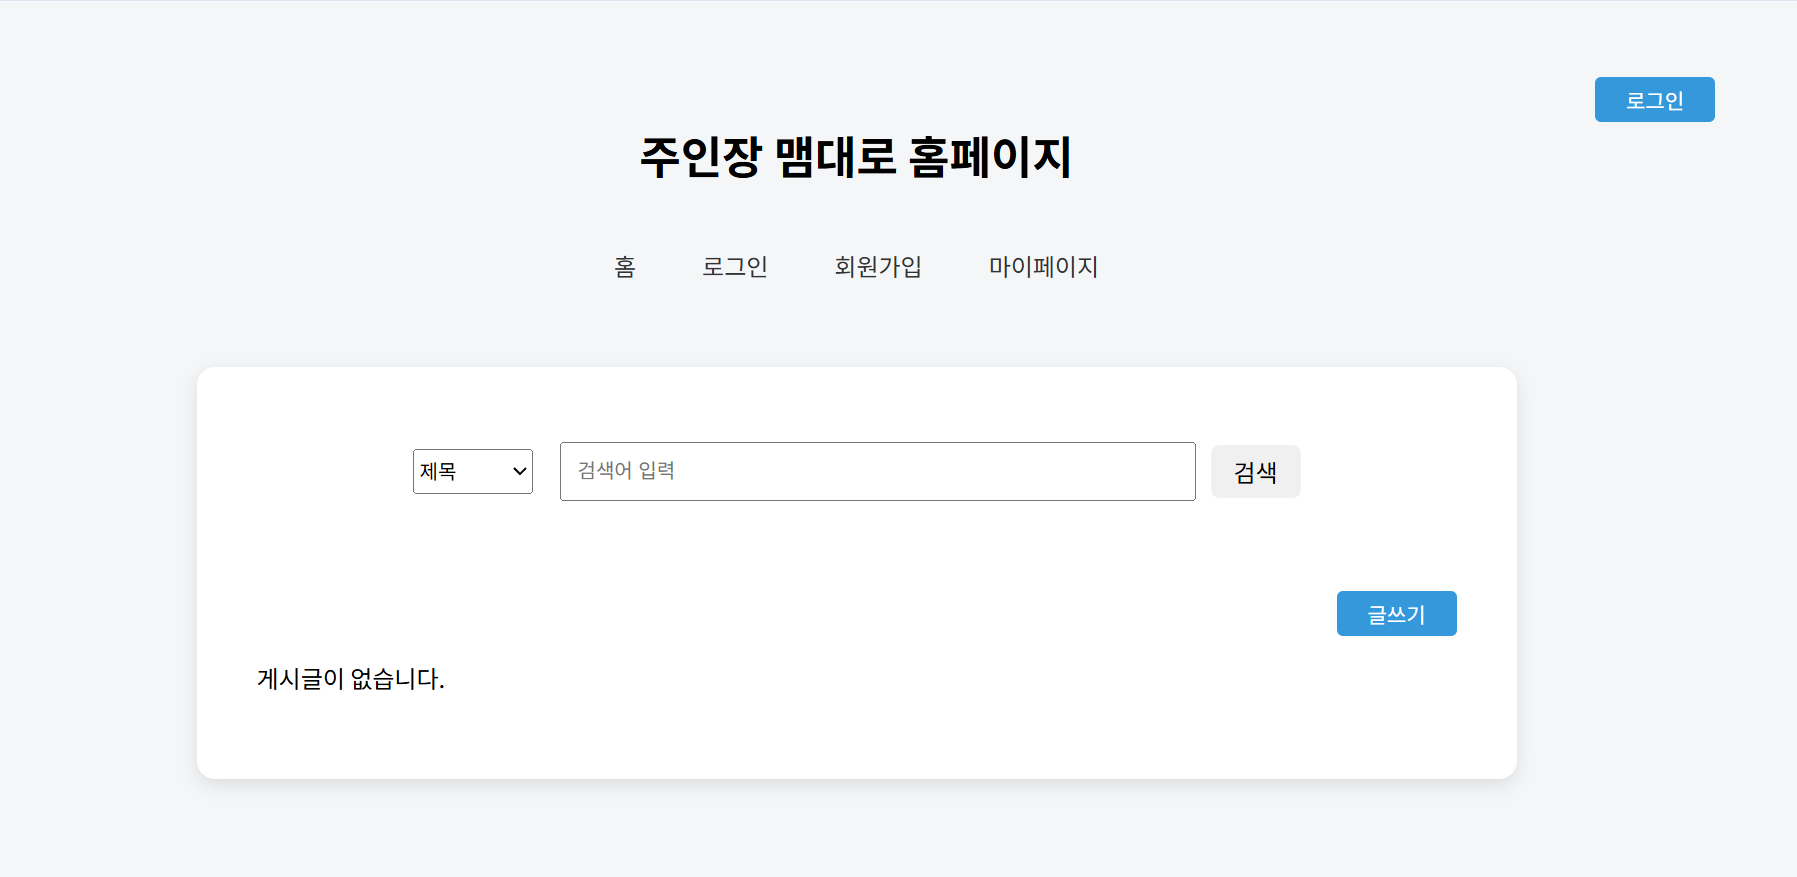 로그인
주인장 맴대로 홈페이지
홈 로그인 회원가입 마이페이지
제목 검색어 입력 검색
글쓰기
게시글이 없습니다.